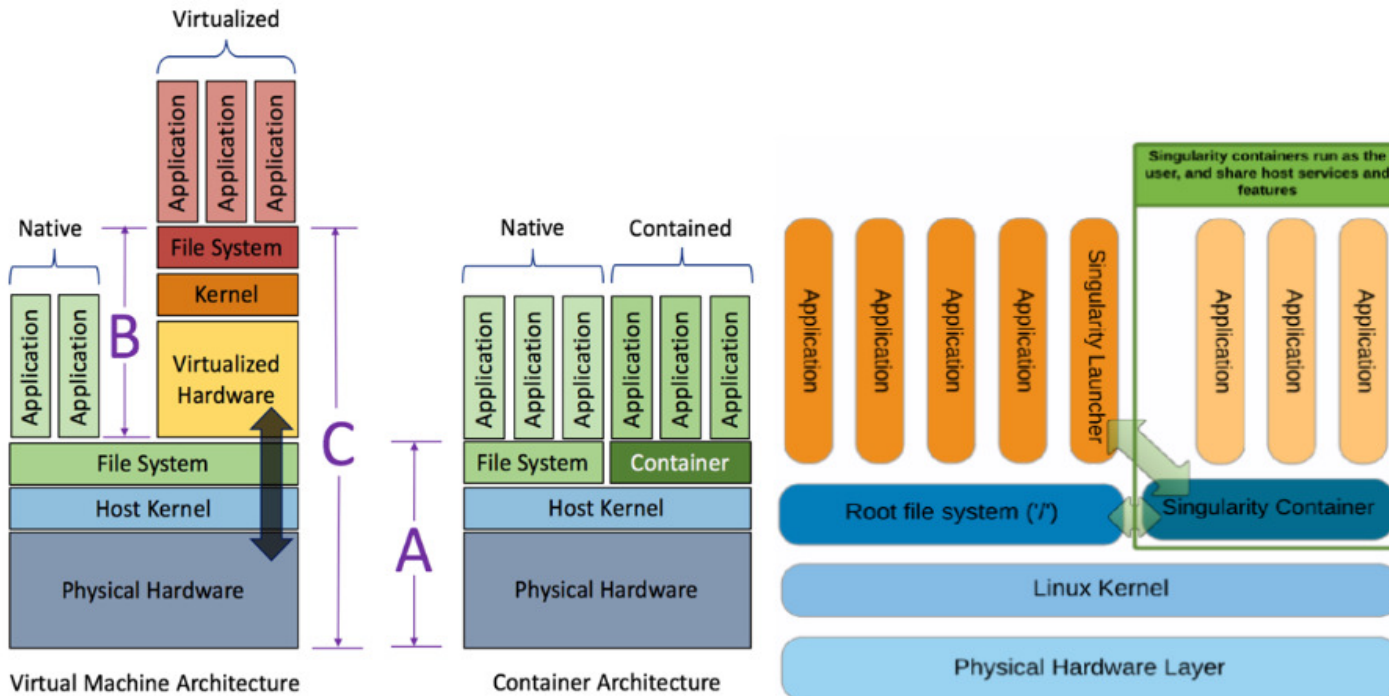 Virtualized
Application
Application
Application
Native
File System
Kernel
Virtualized
Hardware
Application
Application
B
C
File System
Host Kernel
Physical Hardware
Virtual Machine Architecture
Native
Contained
Application
Application
Application
Application
Application
Application
File System
Container
Host Kernel
A
Physical Hardware
Container Architecture
Singularity containers run as the
user, and share host services and
features
Application
Application
Application
Application
Singularity Launcher
Application
Application
Application
Root file system ('/')
Singularity Container
Linux Kernel
Physical Hardware Layer